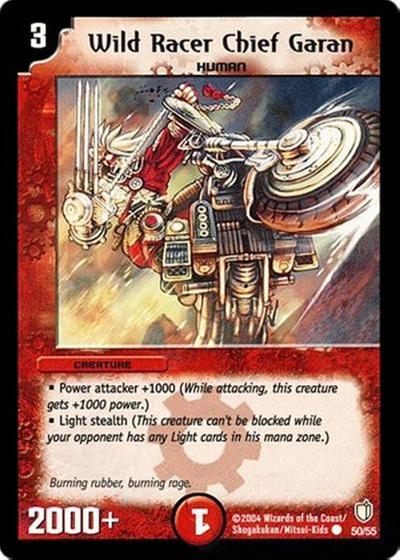 3
Wild Racer Chief Garan
HUMAN
CREATURE
▪ Power attacker +1000 (While attacking, this creature
gets +1000 power.)
▪ Light stealth (This creature can't be blocked while
your opponent has any Light cards in his mana zone.)
Burning rubber, burning rage.
2000+
1
©2004 Wizards of the Coast/
Shogakukan/Mitsui-Kids
50/55